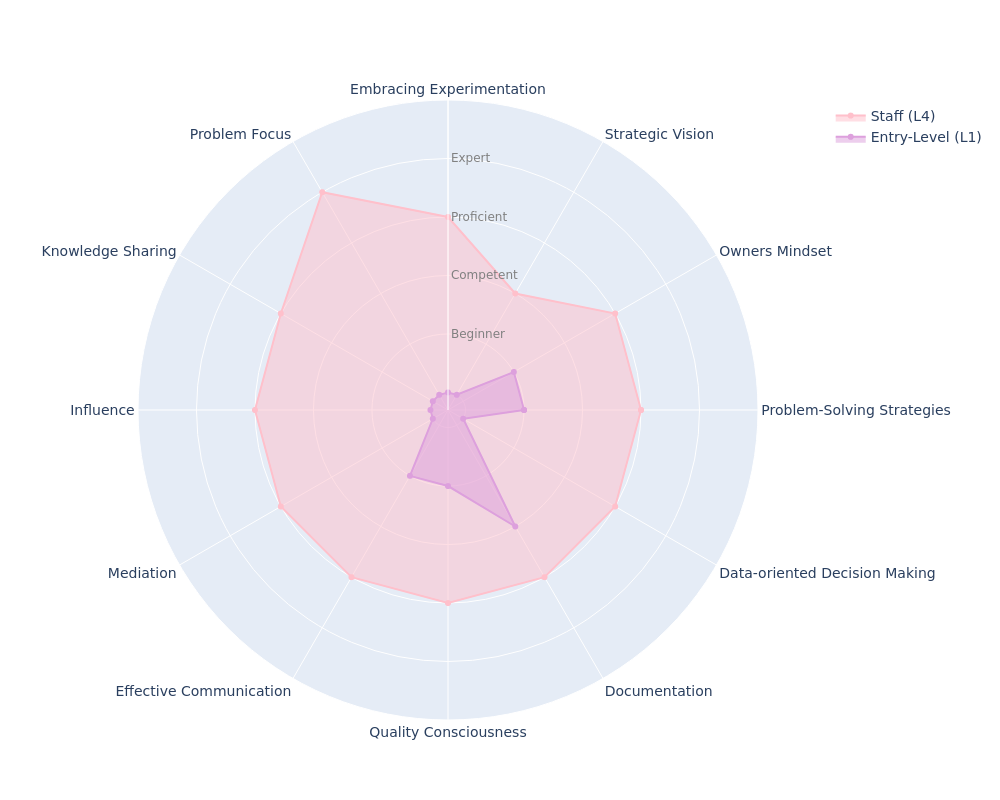 Embracing Experimentation
Staff (L4)
Entry-Level (L1)
Problem Focus
Strategic Vision
Expert
Proficient
Knowledge Sharing
Owners Mindset
Competent
Beginner
Influence
Problem-Solving Strategies
Mediation
Data-oriented Decision Making
Effective Communication
Documentation
Quality Consciousness